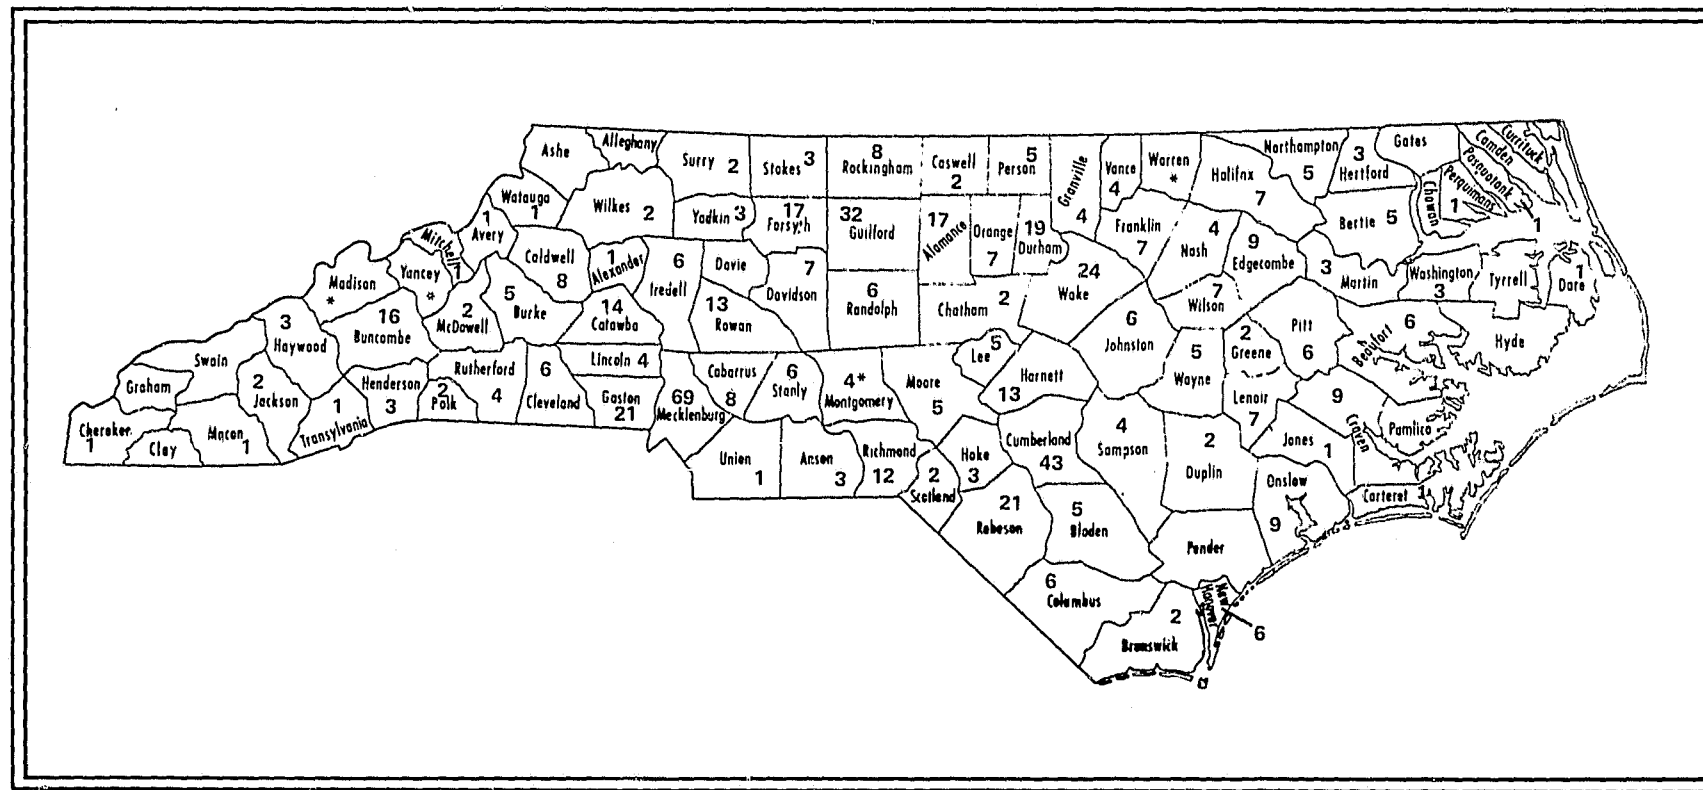 Ashe
Alleghany
Surry 2
Stokes 3
8
Rockingham
Caswell
2
5
Person
Granville
4
Vance
4
Warren
*
Northampton
5
Halifax
7
3
Hertford
Gates
Currituck
Camden
Pasquotank
Perquimans
1
Chowan
1
Watauga
1
Wilkes 2
Yadkin 3
17
Forsyth
32
Guilford
17
Alamance
Orange
7
19
Durham
Franklin
7
4
Nash
9
Edgecombe
Bertie 5
1
Avery
Mitchell
1
Yancey
*
Madison
*
Caldwell
8
1
Alexander
6
Iredell
Davie
7
Davidson
6
Randolph
Chatham 2
24
Wake
7
Wilson
3
Martin
Washington
3
Tyrrell
1
Dare
3
Haywood
16
Buncombe
2
McDowell
5
Burke
14
Catawba
13
Rowan
6
Johnston
2
Greene
Pitt
6
6
Beaufort
Hyde
Swain
Graham
2
Jackson
Henderson
3
Rutherford
4
2
Polk
6
Cleveland
Lincoln 4
Gaston
21
69
Mecklenburg
Cabarrus
8
6
Stanly
4*
Montgomery
Moore
5
5
Lee
Harnett
13
5
Wayne
Lenoir
7
9
Craven
Pamlico
Cheroker.
1
Clay
Macon
1
1
Transylvania
Union
1
Anson
3
Richmond
12
2
Scotland
Hoke
3
Cumberland
43
4
Sampson
2
Duplin
Jones
1
Onslow
9
Carteret 1
21
Robeson
5
Bladen
Pender
6
Columbus
2
Brunswick
New
Hanover
6